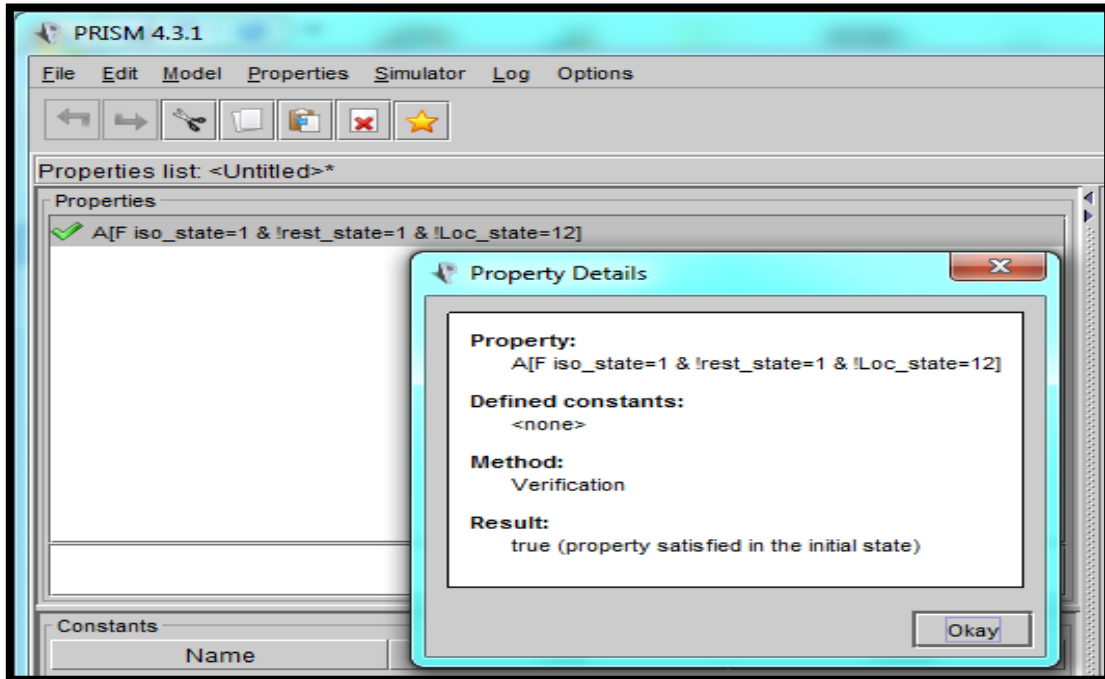 PRISM 4.3.1
File Edit Model Properties Simulator Log Options
Properties list: <Untitled>*
Properties
A[F iso_state=1 & !rest_state=1 & !Loc_state=12]
Property Details
Property:
A[F iso_state=1 & !rest_state=1 & !Loc_state=12]
Defined constants:
<none>
Method:
Verification
Result:
true (property satisfied in the initial state)
Okay
Constants
Name